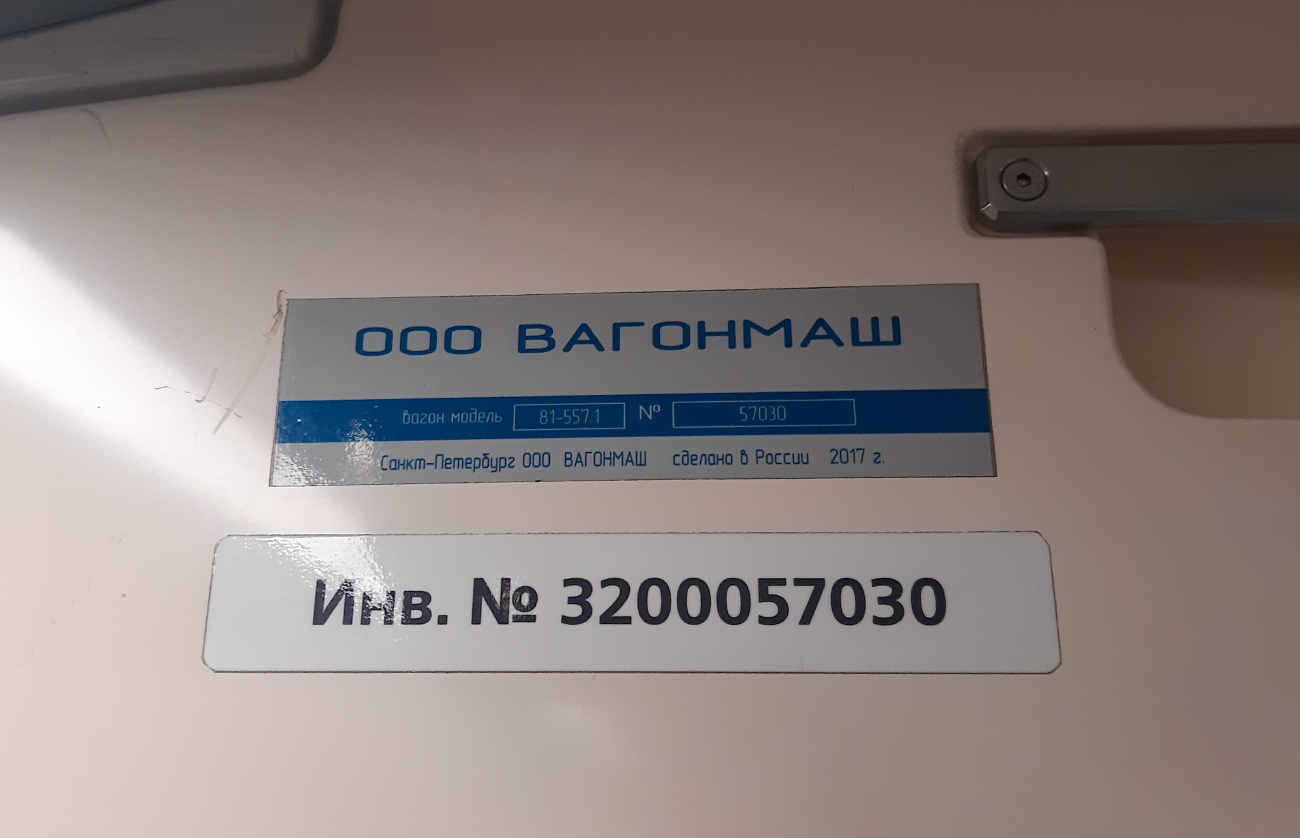 ООО ВАГОНМАШ
вагон модель 81-5571 № 57030
Санкт-Петербург ООО ВАГОНМАШ сделано в России 2017 г.
Инв. № 3200057030